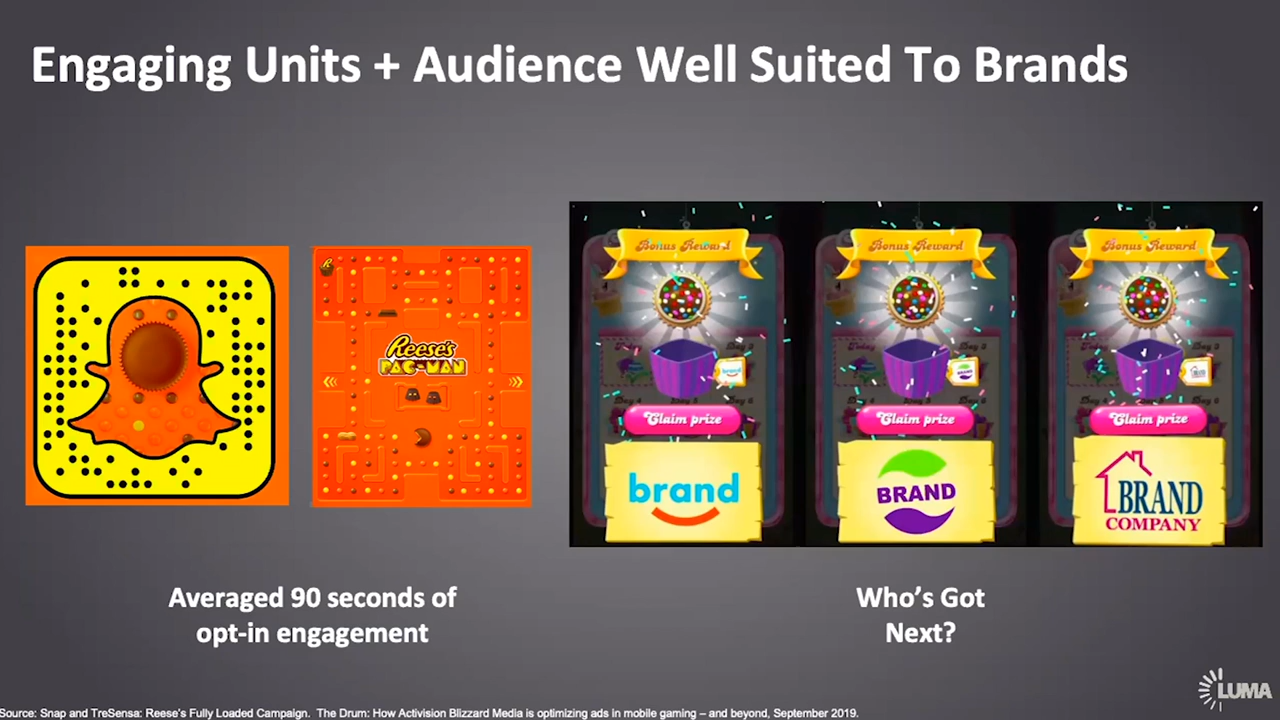 Engaging Units + Audience Well Suited To Brands
R
Reese's
PAC-MAN
Bonus Reward
Claim prize
brand
Bonus Reward
Claim prize
BRAND
Bonus Reward
Claim prize
BRAND
COMPANY
Averaged 90 seconds of
opt-in engagement
Who's Got
Next?
LUMA
Source: Snap and TreSensa: Reese's Fully Loaded Campaign. The Drum: How Activision Blizzard Media is optimizing ads in mobile gaming – and beyond, September 2019.